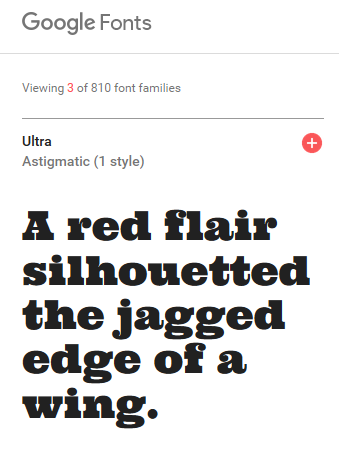 Google Fonts
Viewing 3 of 810 font families
Ultra
Astigmatic (1 style)
A red flair
silhouetted
the jagged
edge of a
wing.